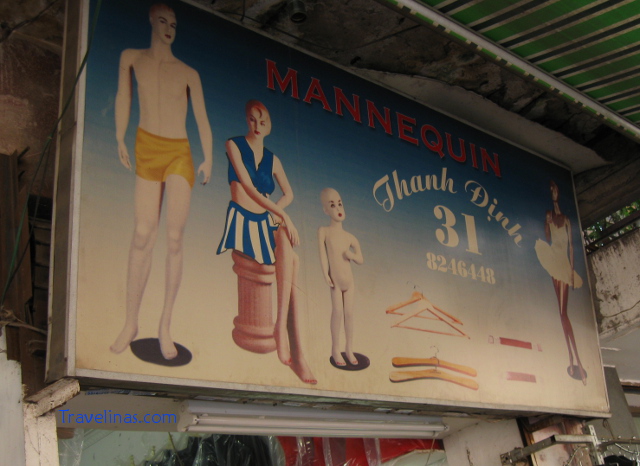 MANNEQUIN
Thanh Định
31
8246448
Travelinas.com